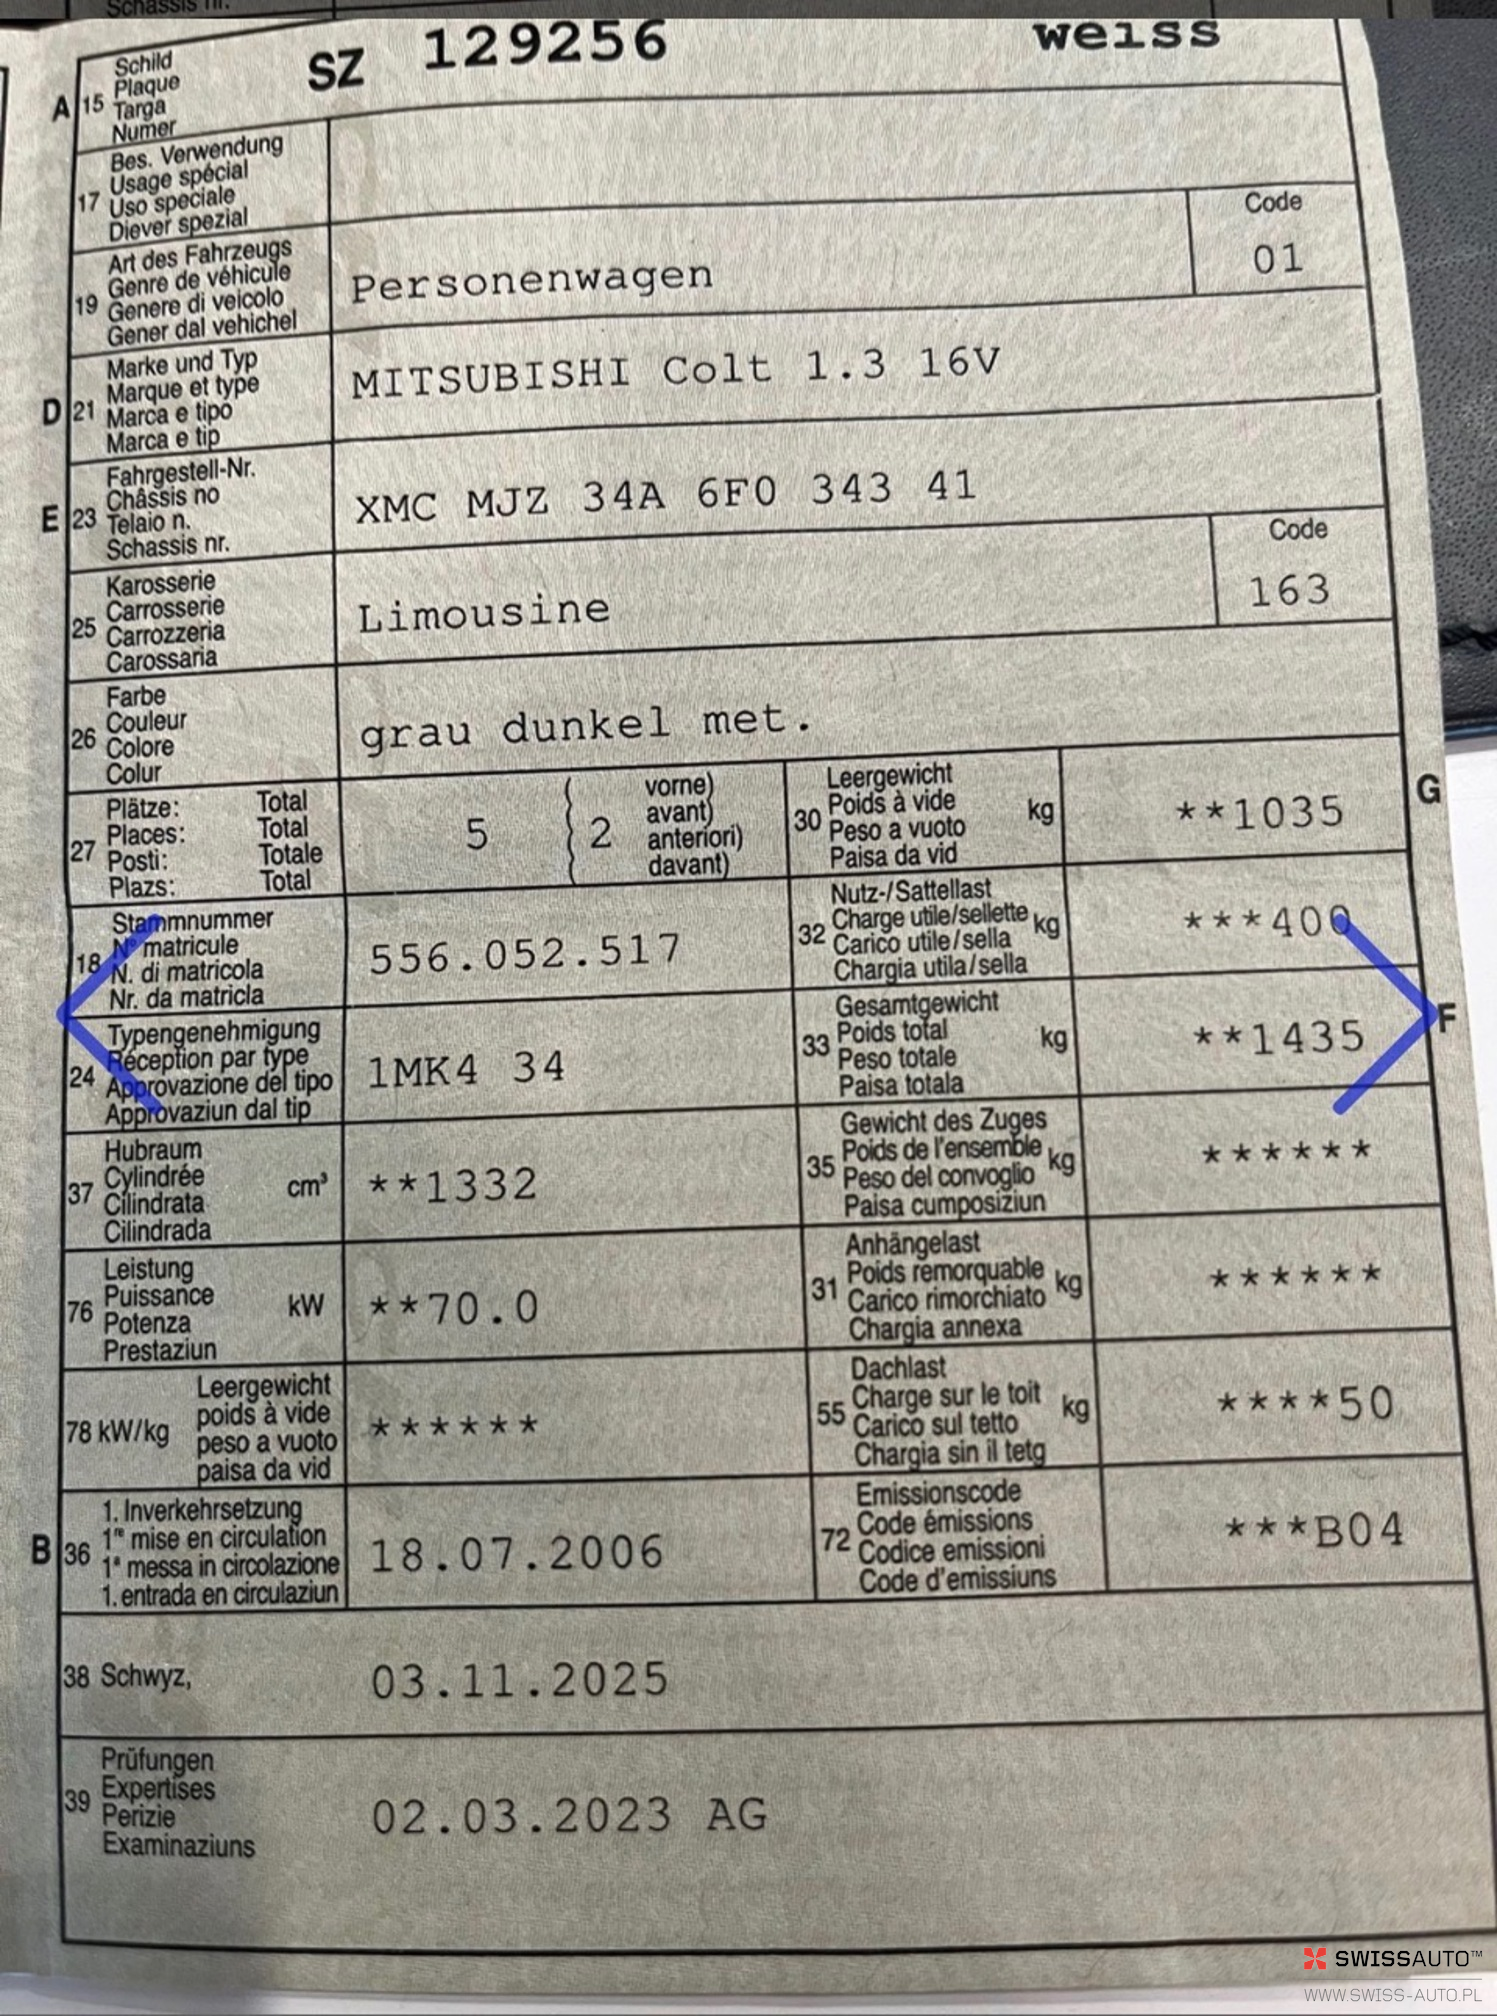 Schassis nr.
Schild
Plaque
A 15 Targa
Numer
SZ 129256 weiss
Bes. Verwendung
Usage spécial
17 Uso speciale
Diever spezial
Art des Fahrzeugs
Genre de véhicule
19 Genere di veicolo
Gener dal vehichel
Personenwagen
Code
01
Marke und Typ
Marque et type
D 21 Marca e tipo
Marca e tip
MITSUBISHI Colt 1.3 16V
Fahrgestell-Nr.
Châssis no
E 23 Telaio n.
Schassis nr.
XMC MJZ 34A 6F0 343 41
Karosserie
Carrosserie
25 Carrozzeria
Carossaria
Limousine
Code
163
Farbe
Couleur
26 Colore
Colur
grau dunkel met.
Plätze: Total
Places: Total
27 Posti: Totale
Plazs: Total
5 ( 2 vorne)
avant)
anteriori)
davant)
Leergewicht
30 Poids à vide kg
Peso a vuoto
Paisa da vid
**1035
G
Stammnummer
N° matricule
18 N. di matricola
Nr. da matricla
556.052.517
Nutz-/Sattellast
32 Charge utile/sellette kg
Carico utile/sella
Chargia utila/sella
***400
Typengenehmigung
Réception par type
24 Approvazione del tipo
Approvaziun dal tip
1MK4 34
Gesamtgewicht
33 Poids total kg
Peso totale
Paisa totala
**1435
F
Hubraum
Cylindrée
37 Cilindrata cm³
Cilindrada
**1332
Gewicht des Zuges
35 Poids de l'ensemble kg
Peso del convoglio
Paisa cumposiziun
******
Leistung
Puissance
76 Potenza kW
Prestaziun
**70.0
Anhängelast
31 Poids remorquable kg
Carico rimorchiato
Chargia annexa
******
Leergewicht
poids à vide
78 kW/kg peso a vuoto
paisa da vid
******
Dachlast
55 Charge sur le toit kg
Carico sul tetto
Chargia sin il tetg
****50
1. Inverkehrsetzung
1re mise en circulation
B 36 1a messa in circolazione
1. entrada en circulaziun
18.07.2006
Emissionscode
72 Code émissions
Codice emissioni
Code d'emissiuns
***B04
38 Schwyz, 03.11.2025
Prüfungen
39 Expertises
Perizie
Examinaziuns
02.03.2023 AG
SWISSAUTO™
WWW.SWISS-AUTO.PL